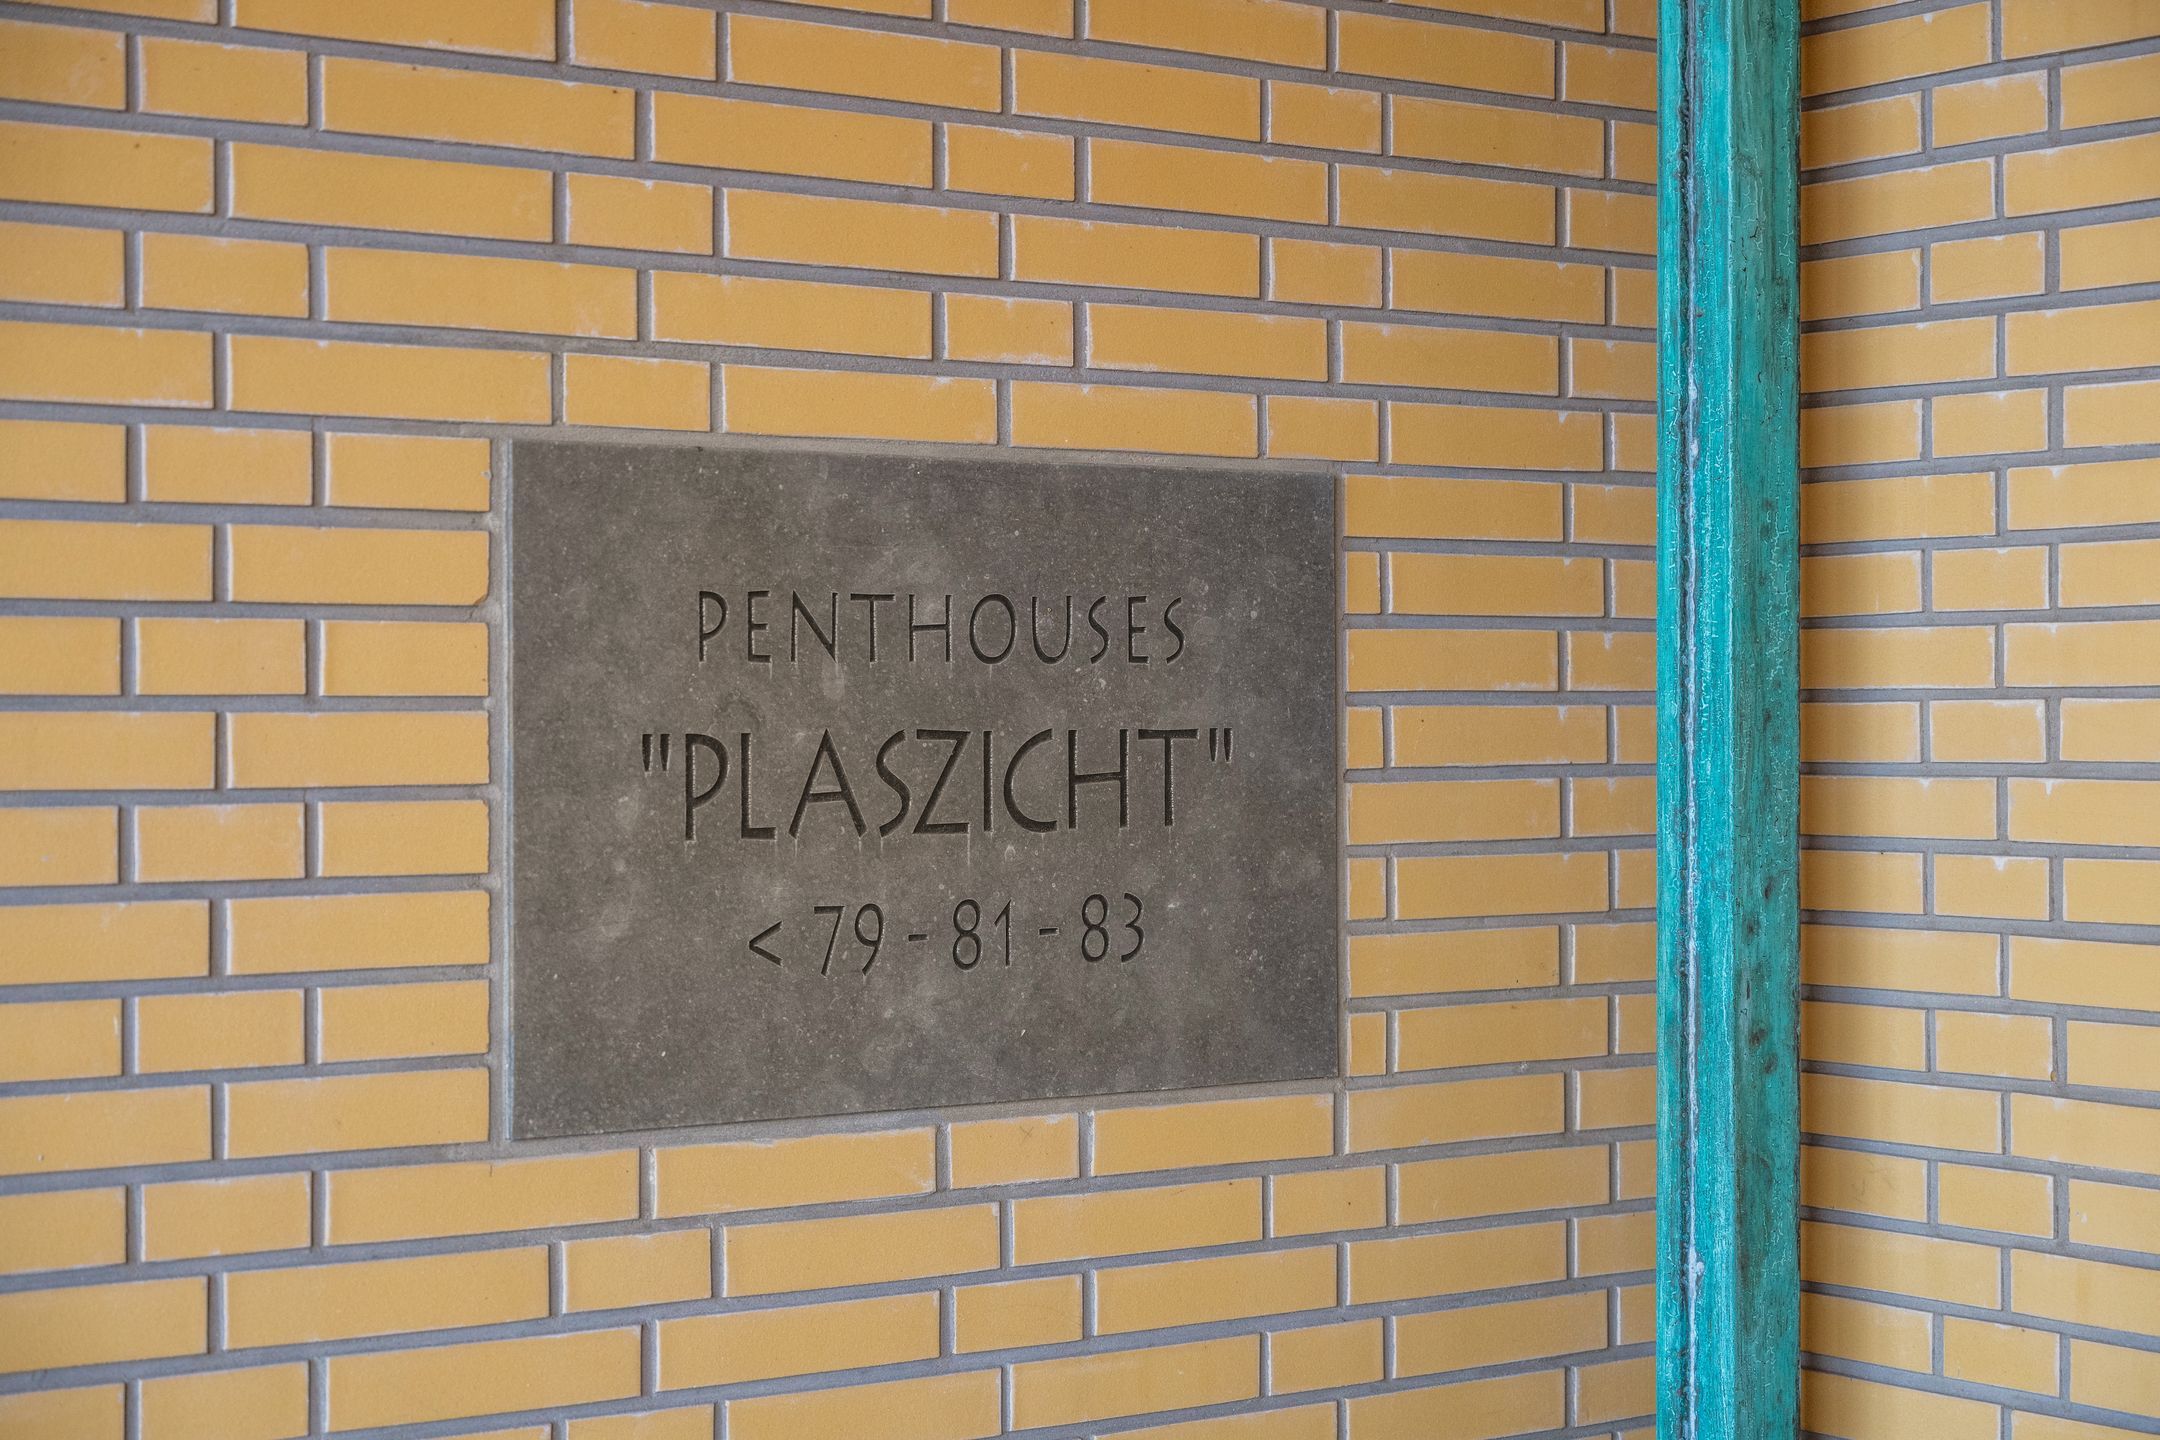 PENTHOUSES
"PLASZICHT"
< 79 - 81 - 83